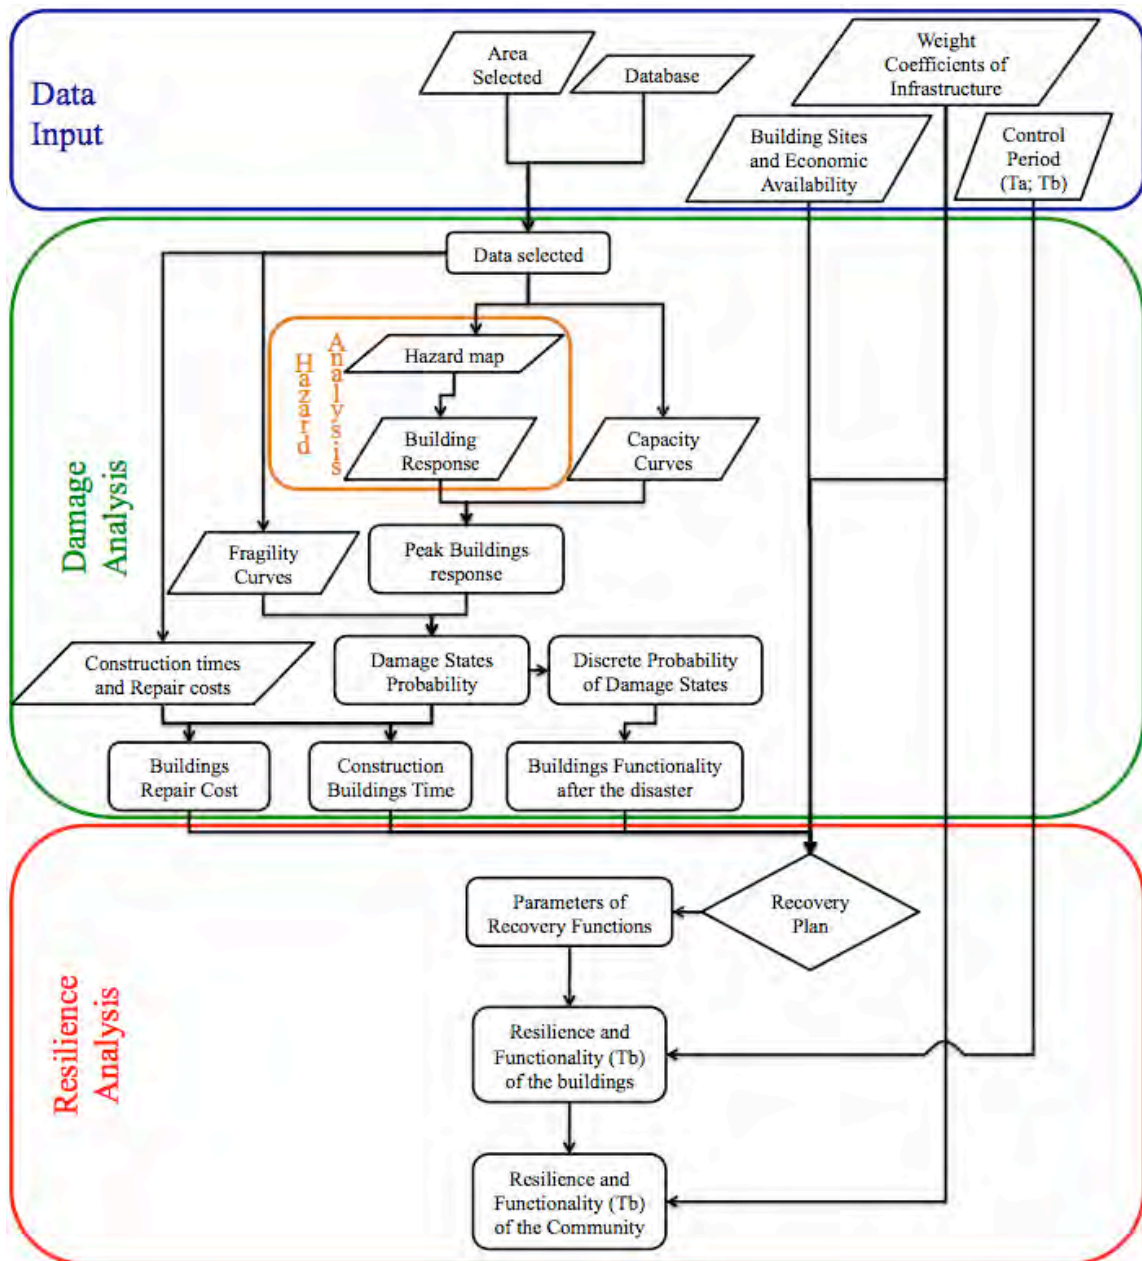 Data
Input
Area
Selected
Database
Weight
Coefficients of
Infrastructure
Building Sites
and Economic
Availability
Control
Period
(Ta; Tb)
Damage
Analysis
Data selected
Hazard
Analysis
Hazard map
Building
Response
Capacity
Curves
Fragility
Curves
Peak Buildings
response
Construction times
and Repair costs
Damage States
Probability
Discrete Probability
of Damage States
Buildings
Repair Cost
Construction
Buildings Time
Buildings Functionality
after the disaster
Resilience
Analysis
Parameters of
Recovery Functions
Recovery
Plan
Resilience and
Functionality (Tb)
of the buildings
Resilience and
Functionality (Tb)
of the Community